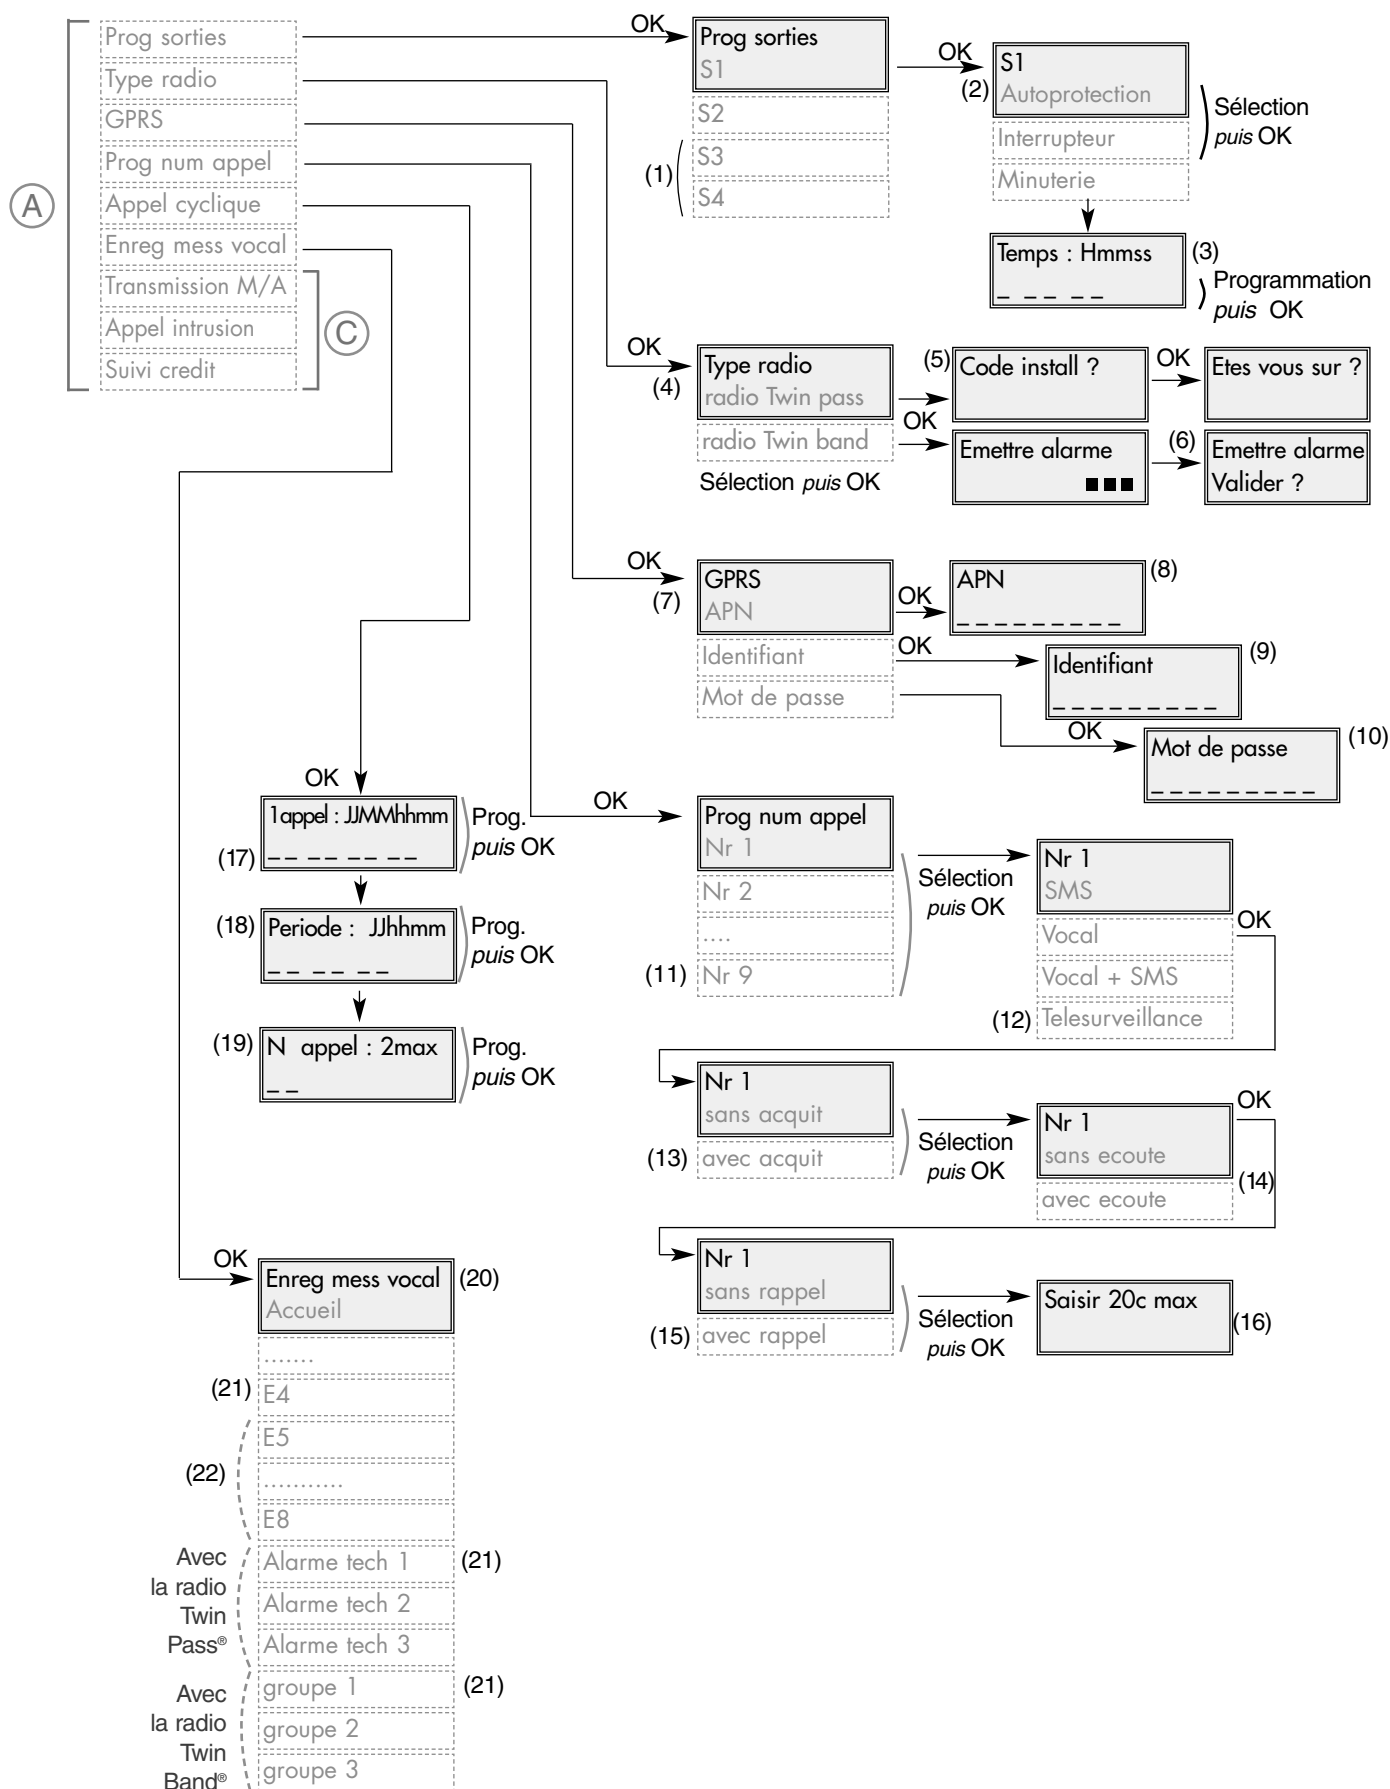 A
Prog sorties
Type radio
GPRS
Prog num appel
Appel cyclique
Enreg mess vocal
Transmission M/A
Appel intrusion
Suivi credit
C
OK
Prog sorties
S1
S2
(1)
S3
S4
OK
(2)
S1
Autoprotection
Interrupteur
Minuterie
Sélection
puis OK
Temps : Hmmss
_ _ _ _ _
(3)
Programmation
puis OK
OK
(4)
Type radio
radio Twin pass
radio Twin band
Sélection puis OK
(5)
Code install ?
OK
Etes vous sur ?
OK
Emettre alarme
(6)
Emettre alarme
Valider ?
OK
(7)
GPRS
APN
Identifiant
Mot de passe
OK
APN
_ _ _ _ _ _ _ _ _
(8)
OK
Identifiant
_ _ _ _ _ _ _ _ _
(9)
OK
Mot de passe
_ _ _ _ _ _ _ _ _
(10)
OK
Prog num appel
Nr 1
Nr 2
....
(11)
Nr 9
Sélection
puis OK
Nr 1
SMS
Vocal
Vocal + SMS
(12)
Telesurveillance
OK
Nr 1
sans acquit
(13)
avec acquit
Sélection
puis OK
Nr 1
sans ecoute
avec ecoute
(14)
OK
Nr 1
sans rappel
(15)
avec rappel
Sélection
puis OK
Saisir 20c max
(16)
OK
1appel : JJMMhhmm
_ _ _ _ _ _ _ _
(17)
Prog.
puis OK
(18)
Periode : JJhhmm
_ _ _ _ _ _
Prog.
puis OK
(19)
N appel : 2max
_ _
Prog.
puis OK
OK
Enreg mess vocal
Accueil
(20)
.......
(21)
E4
E5
(22)
...........
E8
Avec
la radio
Twin
Pass®
Alarme tech 1
(21)
Alarme tech 2
Alarme tech 3
Avec
la radio
Twin
Band®
groupe 1
(21)
groupe 2
groupe 3